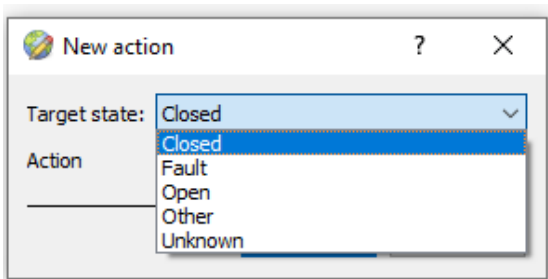 New action ?
Target state: Closed
Closed
Action
Fault
Open
Other
Unknown